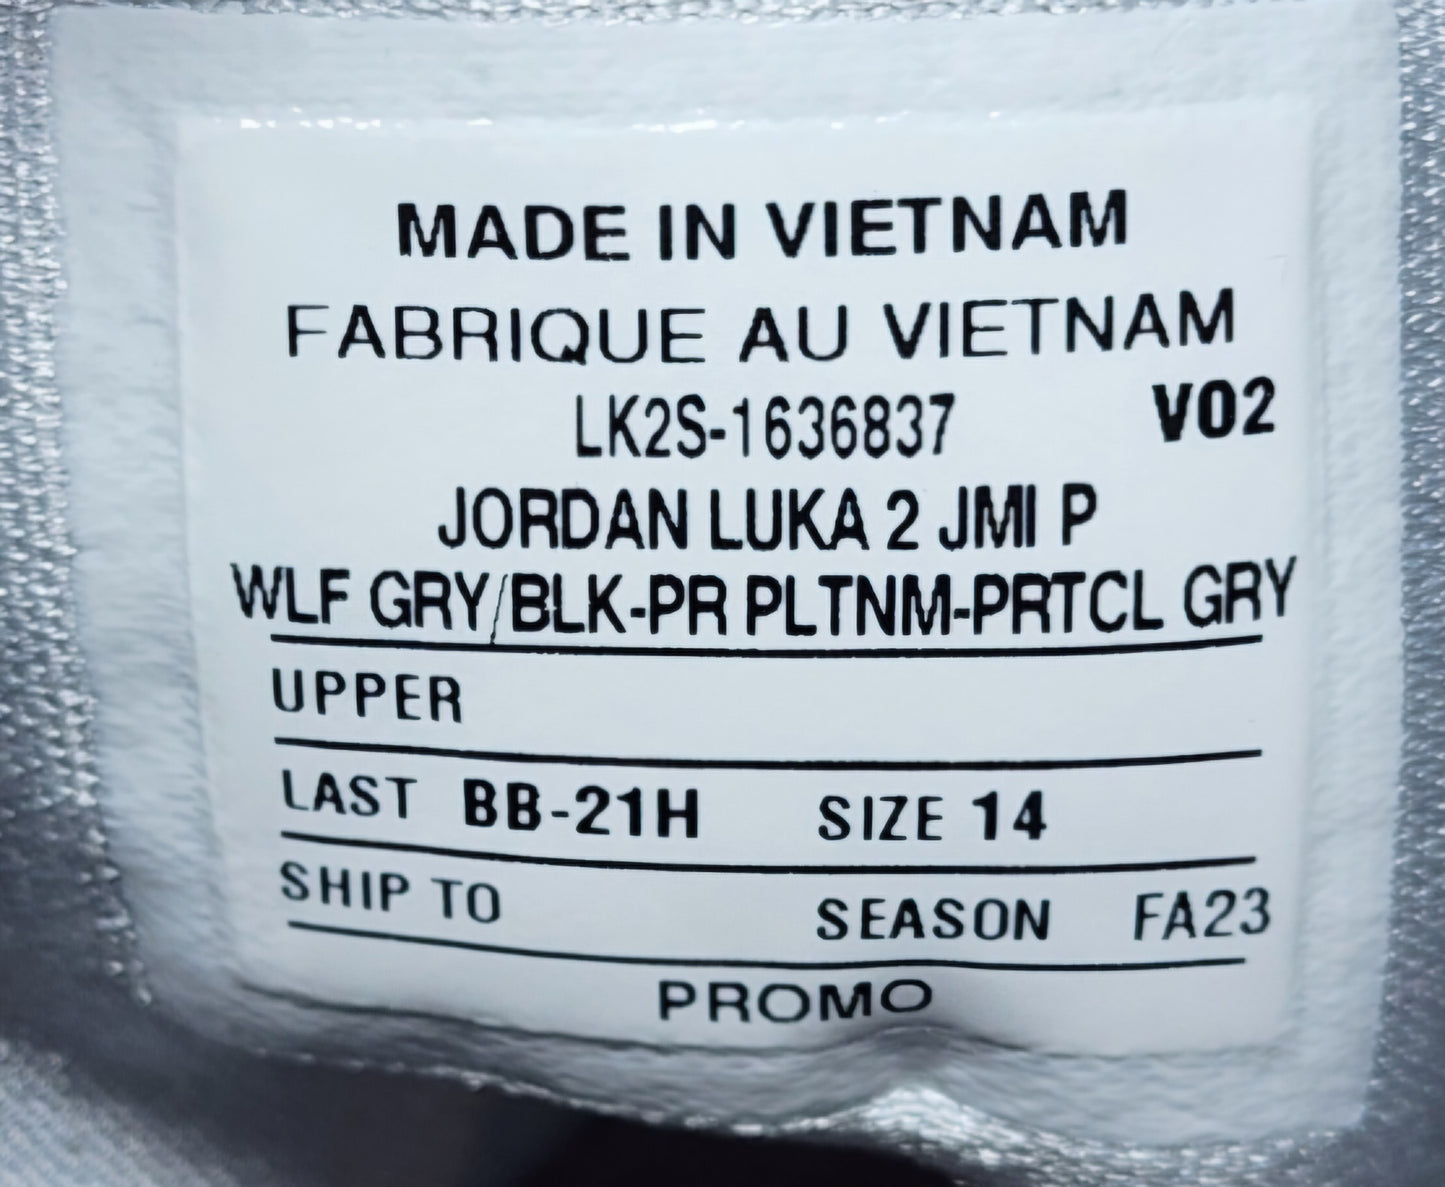 MADE IN VIETNAM
FABRIQUE AU VIETNAM
LK2S-1636837 V02
JORDAN LUKA 2 JMI P
WLF GRY/BLK-PR PLTNM-PRTCL GRY
UPPER
LAST BB-21H SIZE 14
SHIP TO SEASON FA23
PROMO